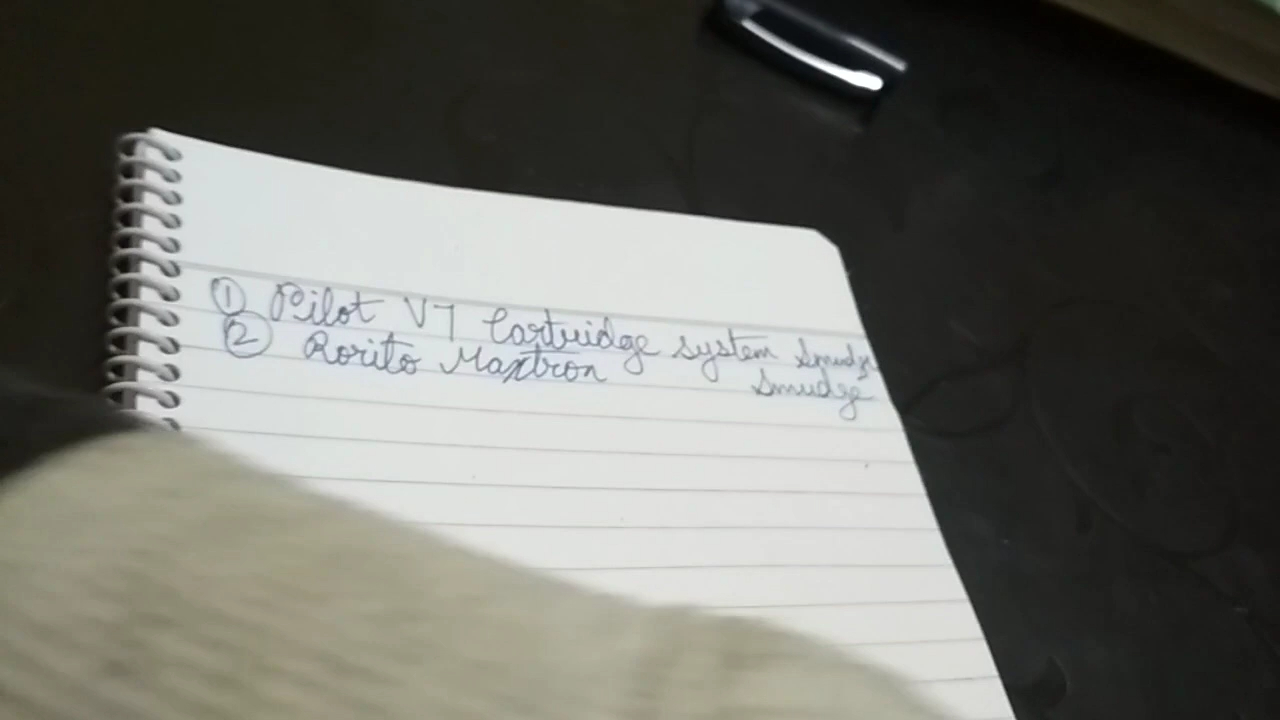 ① Pilot V7 Cartridge system Smudge
② Rorito Maxtron Smudge